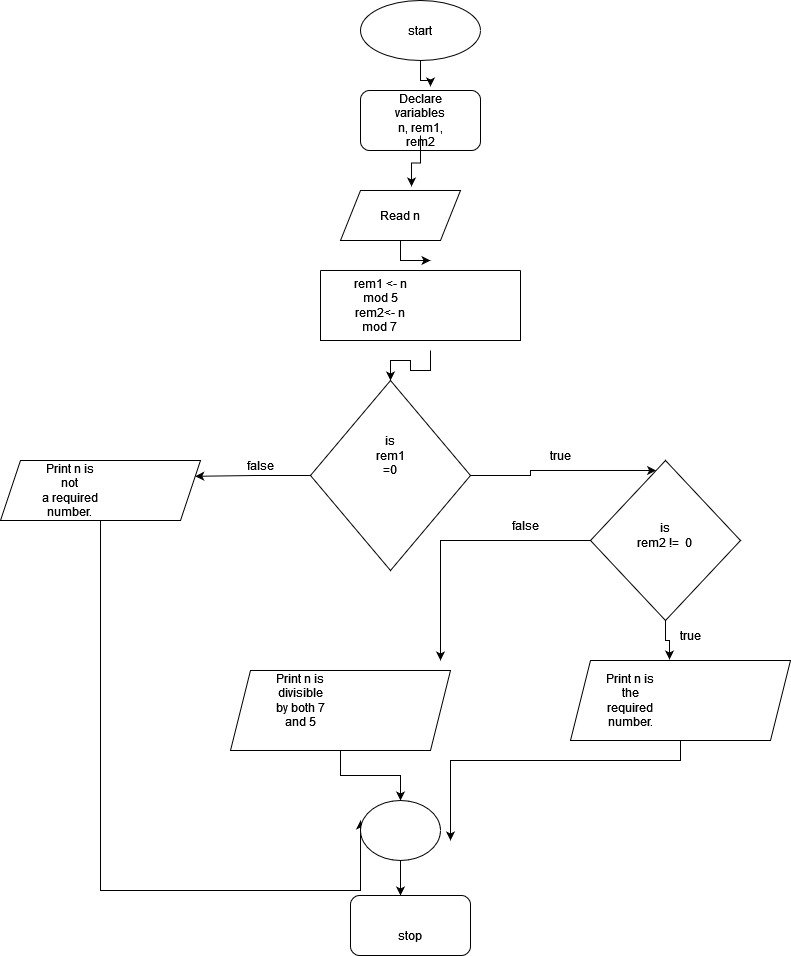 start
Declare
variables
n, rem1,
rem2
Read n
rem1 <- n
mod 5
rem2<- n
mod 7
is
rem1
=0
false
true
Print n is
not
a required
number.
false
is
rem2 != 0
true
Print n is
divisible
by both 7
and 5
Print n is
the
required
number.
stop